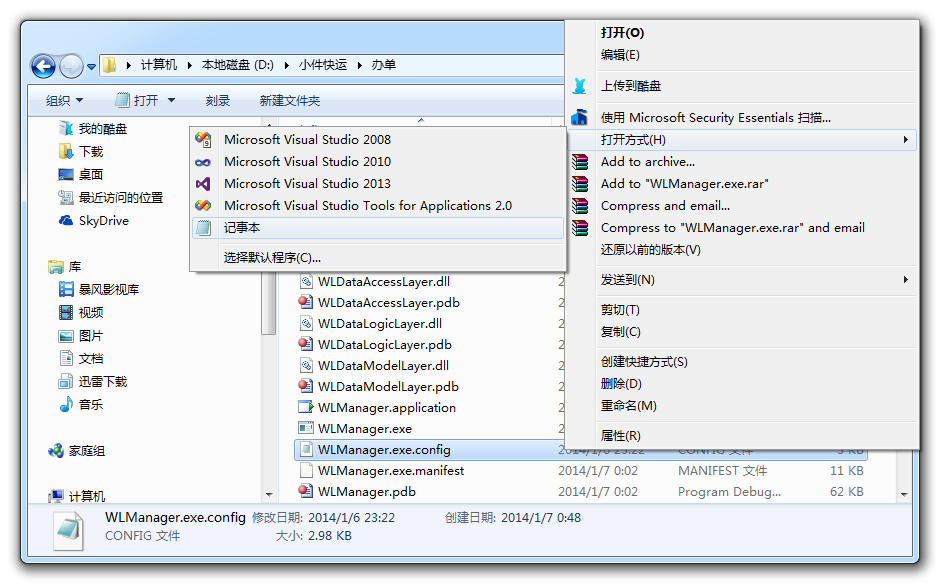 计算机 本地磁盘 (D:) 小件快运 办单
组织 打开 刻录 新建文件夹
我的酷盘
下载
桌面
最近访问的位置
SkyDrive
库
暴风影视库
视频
图片
文档
迅雷下载
音乐
家庭组
计算机
Microsoft Visual Studio 2008
Microsoft Visual Studio 2010
Microsoft Visual Studio 2013
Microsoft Visual Studio Tools for Applications 2.0
记事本
选择默认程序(C)...
WLDataAccessLayer.dll
WLDataAccessLayer.pdb
WLDataLogicLayer.dll
WLDataLogicLayer.pdb
WLDataModelLayer.dll
WLDataModelLayer.pdb
WLManager.application
WLManager.exe
WLManager.exe.config 2014/1/6 23:22 CONFIG 文件 3 KB
WLManager.exe.manifest 2014/1/7 0:02 MANIFEST 文件 11 KB
WLManager.pdb 2014/1/7 0:02 Program Debug... 62 KB
打开(O)
编辑(E)
上传到酷盘
使用 Microsoft Security Essentials 扫描...
打开方式(H)
Add to archive...
Add to "WLManager.exe.rar"
Compress and email...
Compress to "WLManager.exe.rar" and email
还原以前的版本(V)
发送到(N)
剪切(T)
复制(C)
创建快捷方式(S)
删除(D)
重命名(M)
属性(R)
WLManager.exe.config 修改日期: 2014/1/6 23:22 创建日期: 2014/1/7 0:48
CONFIG 文件 大小: 2.98 KB